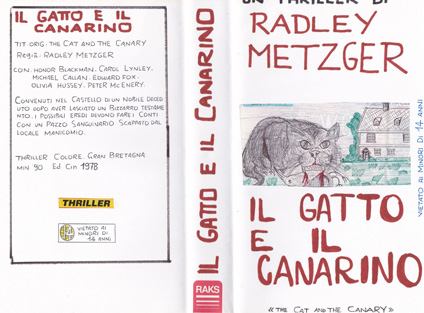 IL GATTO E IL
CANARINO
TIT. ORIG: THE CAT AND THE CANARY
REGIA: RADLEY METZGER
CON: HONOR BLACKMAN. CAROL LYNLEY.
MICHAEL CALLAN. EDWARD FOX.
OLIVIA HUSSEY. PETER MCENERY.
CONVENUTI NEL CASTELLO DI UN NOBILE DECED
UTO DOPO AVER LASCIATO UN BIZZARRO TESTAME
NTO. I POSSIBILI EREDI DEVONO FARE I CONTI
CON UN PAZZO SANGUINARIO SCAPPATO DAL
LOCALE MANICOMIO.
THRILLER COLORE. GRAN BRETAGNA
MIN 90 ED CIN 1978
THRILLER
VIETATO AI
MINORI DI
14 ANNI
IL GATTO E IL CANARINO
RAKS
UN THRILLER DI
RADLEY
METZGER
VIETATO AI MINORI DI 14 ANNI
IL GATTO
E IL
CANARINO
«THE CAT AND THE CANARY»